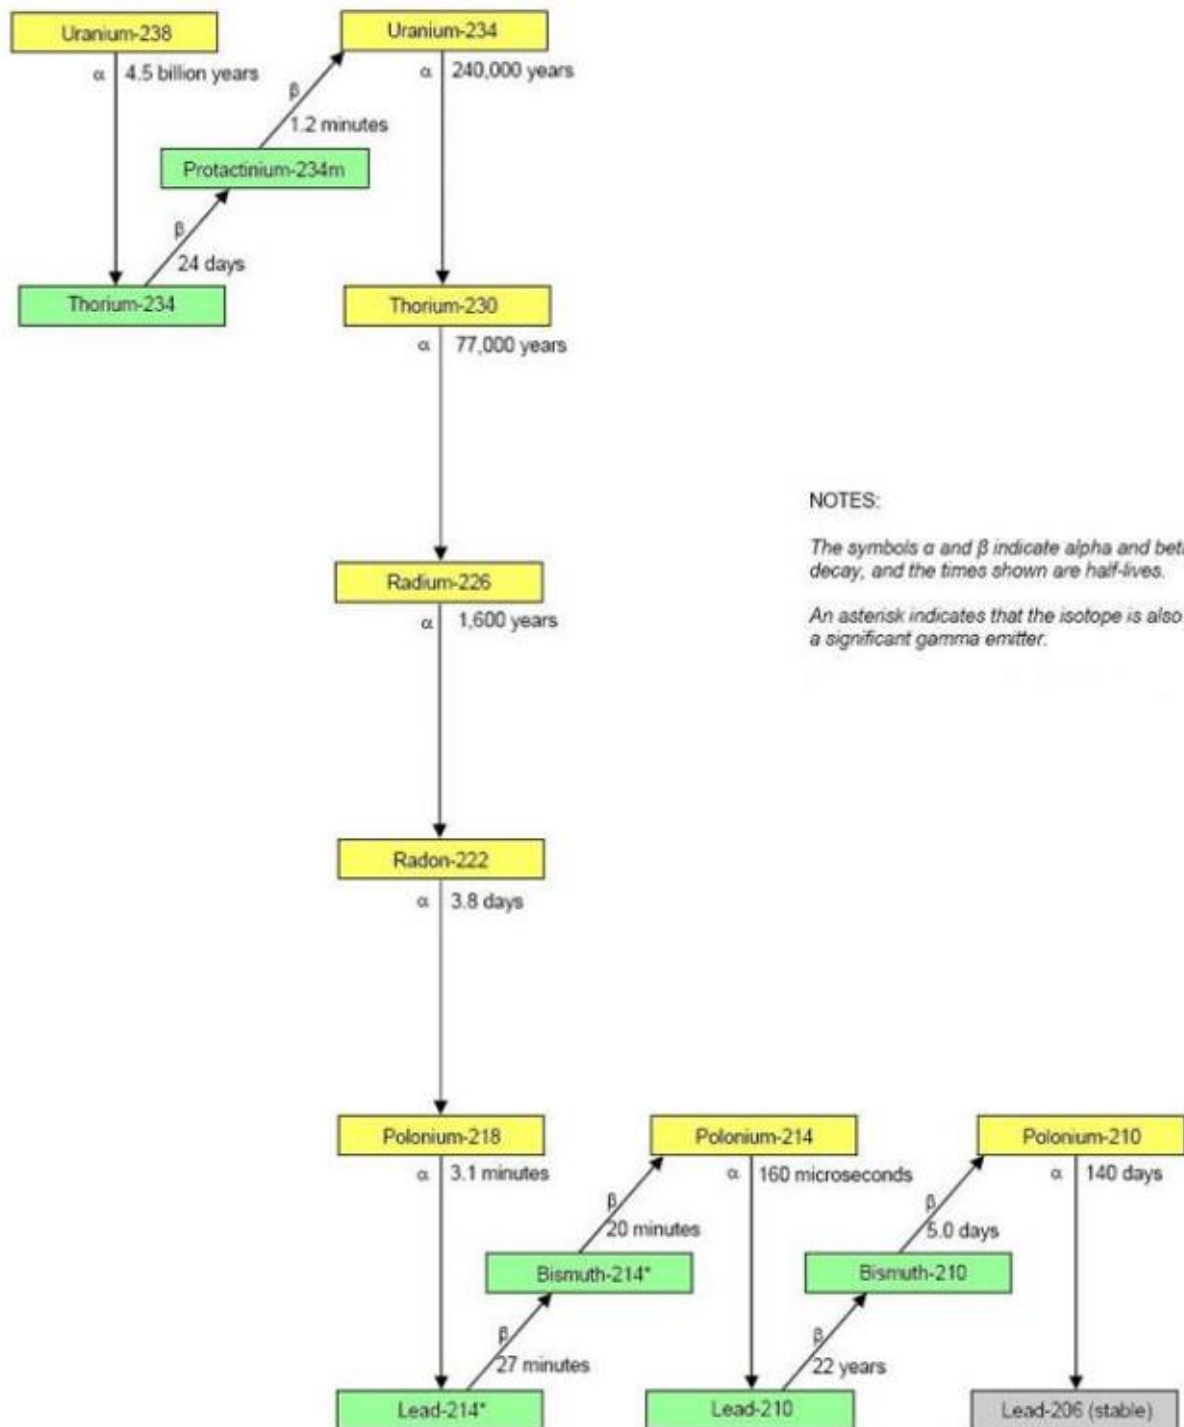 Uranium-238
Uranium-234
α 4.5 billion years
α 240,000 years
β
1.2 minutes
Protactinium-234m
β
24 days
Thorium-234
Thorium-230
α 77,000 years
NOTES:
The symbols α and β indicate alpha and bet
decay, and the times shown are half-lives.
Radium-226
An asterisk indicates that the isotope is also
a significant gamma emitter.
α 1,600 years
Radon-222
α 3.8 days
Polonium-218
Polonium-214
Polonium-210
α 3.1 minutes
α 160 microseconds
α 140 days
β
20 minutes
β
5.0 days
Bismuth-214*
Bismuth-210
β
27 minutes
β
22 years
Lead-214*
Lead-210
Lead-206 (stable)